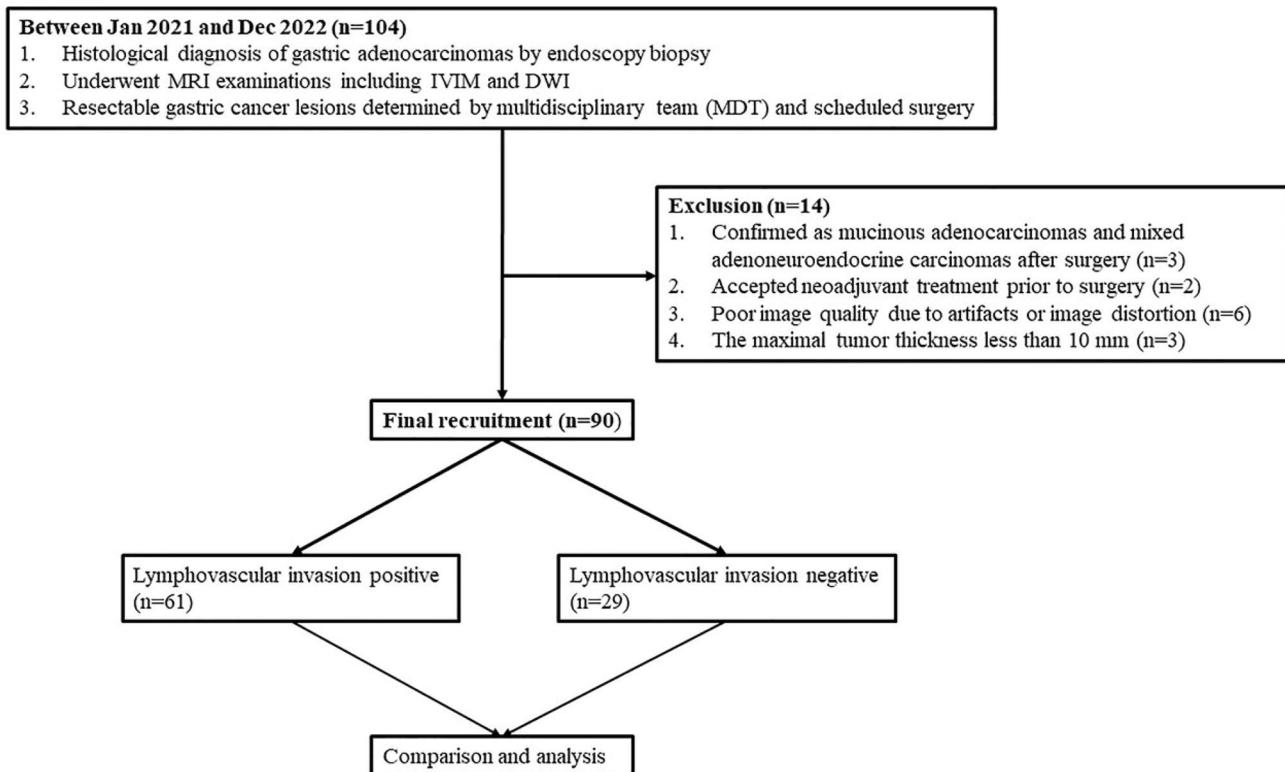 Between Jan 2021 and Dec 2022 (n=104)
1. Histological diagnosis of gastric adenocarcinomas by endoscopy biopsy
2. Underwent MRI examinations including IVIM and DWI
3. Resectable gastric cancer lesions determined by multidisciplinary team (MDT) and scheduled surgery
Exclusion (n=14)
1. Confirmed as mucinous adenocarcinomas and mixed
adenoneuroendocrine carcinomas after surgery (n=3)
2. Accepted neoadjuvant treatment prior to surgery (n=2)
3. Poor image quality due to artifacts or image distortion (n=6)
4. The maximal tumor thickness less than 10 mm (n=3)
Final recruitment (n=90)
Lymphovascular invasion positive
(n=61)
Lymphovascular invasion negative
(n=29)
Comparison and analysis